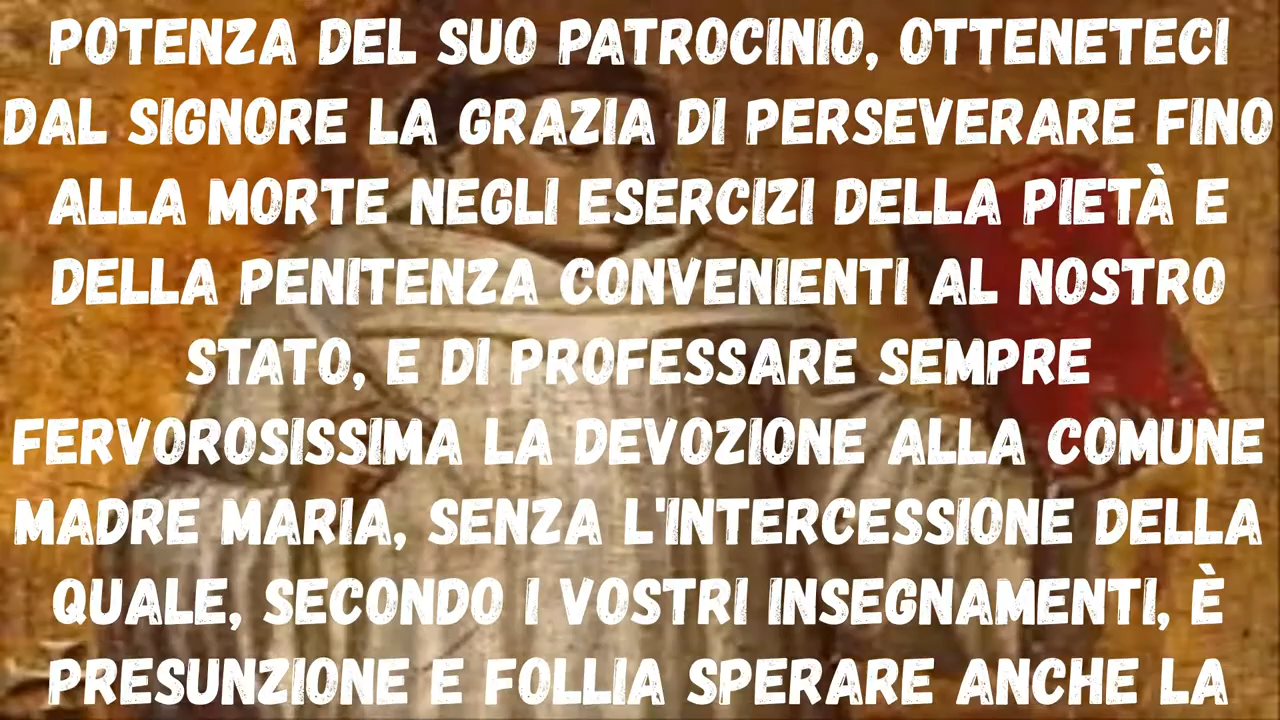 POTENZA DEL SUO PATROCINIO, OTTENETECI
DAL SIGNORE LA GRAZIA DI PERSEVERARE FINO
ALLA MORTE NEGLI ESERCIZI DELLA PIETÀ E
DELLA PENITENZA CONVENIENTI AL NOSTRO
STATO, E DI PROFESSARE SEMPRE
FERVOROSISSIMA LA DEVOZIONE ALLA COMUNE
MADRE MARIA, SENZA L'INTERCESSIONE DELLA
QUALE, SECONDO I VOSTRI INSEGNAMENTI, È
PRESUNZIONE E FOLLIA SPERARE ANCHE LA